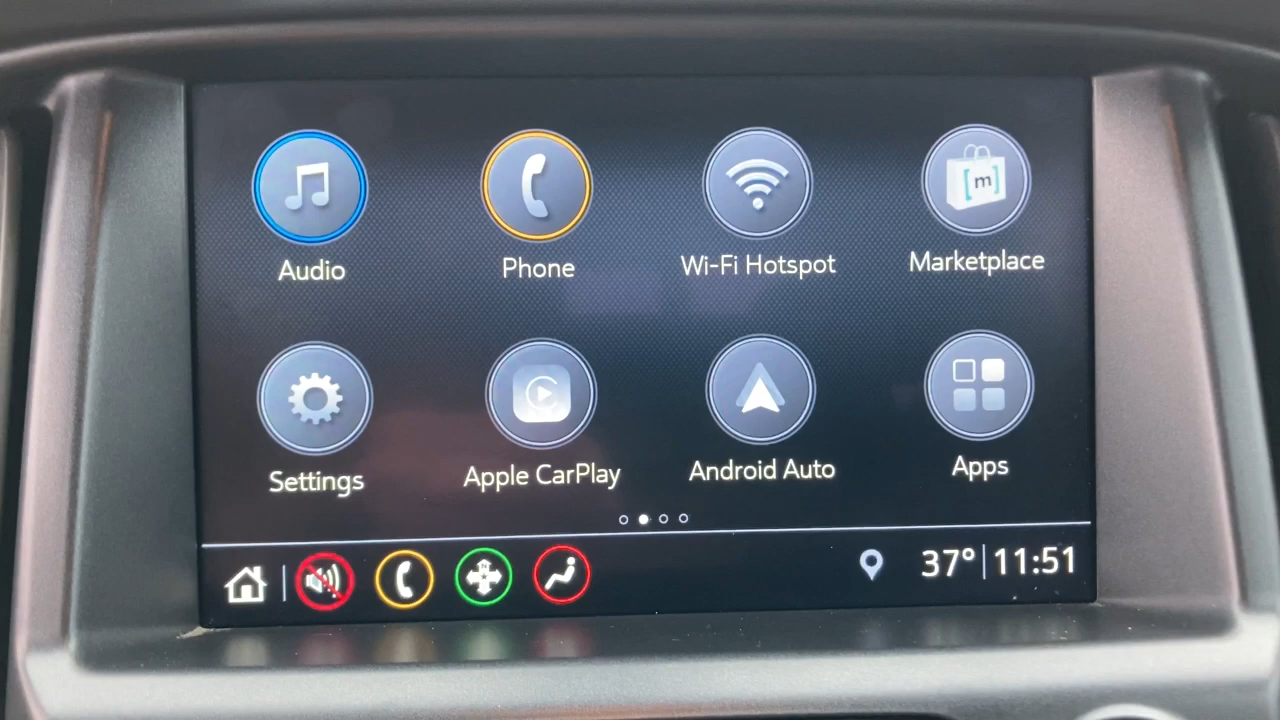 Audio Phone Wi-Fi Hotspot Marketplace
[m]
Settings Apple CarPlay Android Auto Apps
37° 11:51